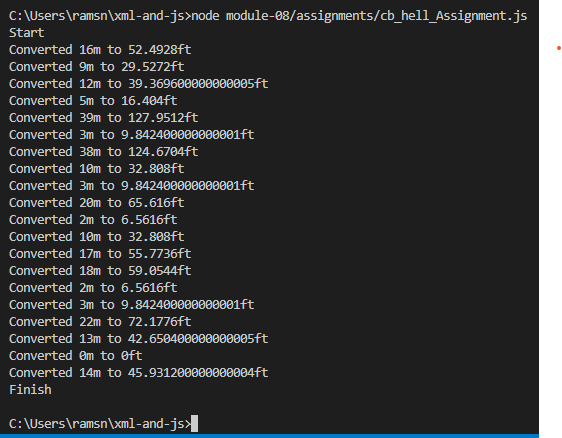 C:\Users\ramsn\xml-and-js>node module-08/assignments/cb_hell_Assignment.js
Start
Converted 16m to 52.4928ft
Converted 9m to 29.5272ft
Converted 12m to 39.369600000000005ft
Converted 5m to 16.404ft
Converted 39m to 127.9512ft
Converted 3m to 9.842400000000001ft
Converted 38m to 124.6704ft
Converted 10m to 32.808ft
Converted 3m to 9.842400000000001ft
Converted 20m to 65.616ft
Converted 2m to 6.5616ft
Converted 10m to 32.808ft
Converted 17m to 55.7736ft
Converted 18m to 59.0544ft
Converted 2m to 6.5616ft
Converted 3m to 9.842400000000001ft
Converted 22m to 72.1776ft
Converted 13m to 42.650400000000005ft
Converted 0m to 0ft
Converted 14m to 45.931200000000004ft
Finish
C:\Users\ramsn\xml-and-js>